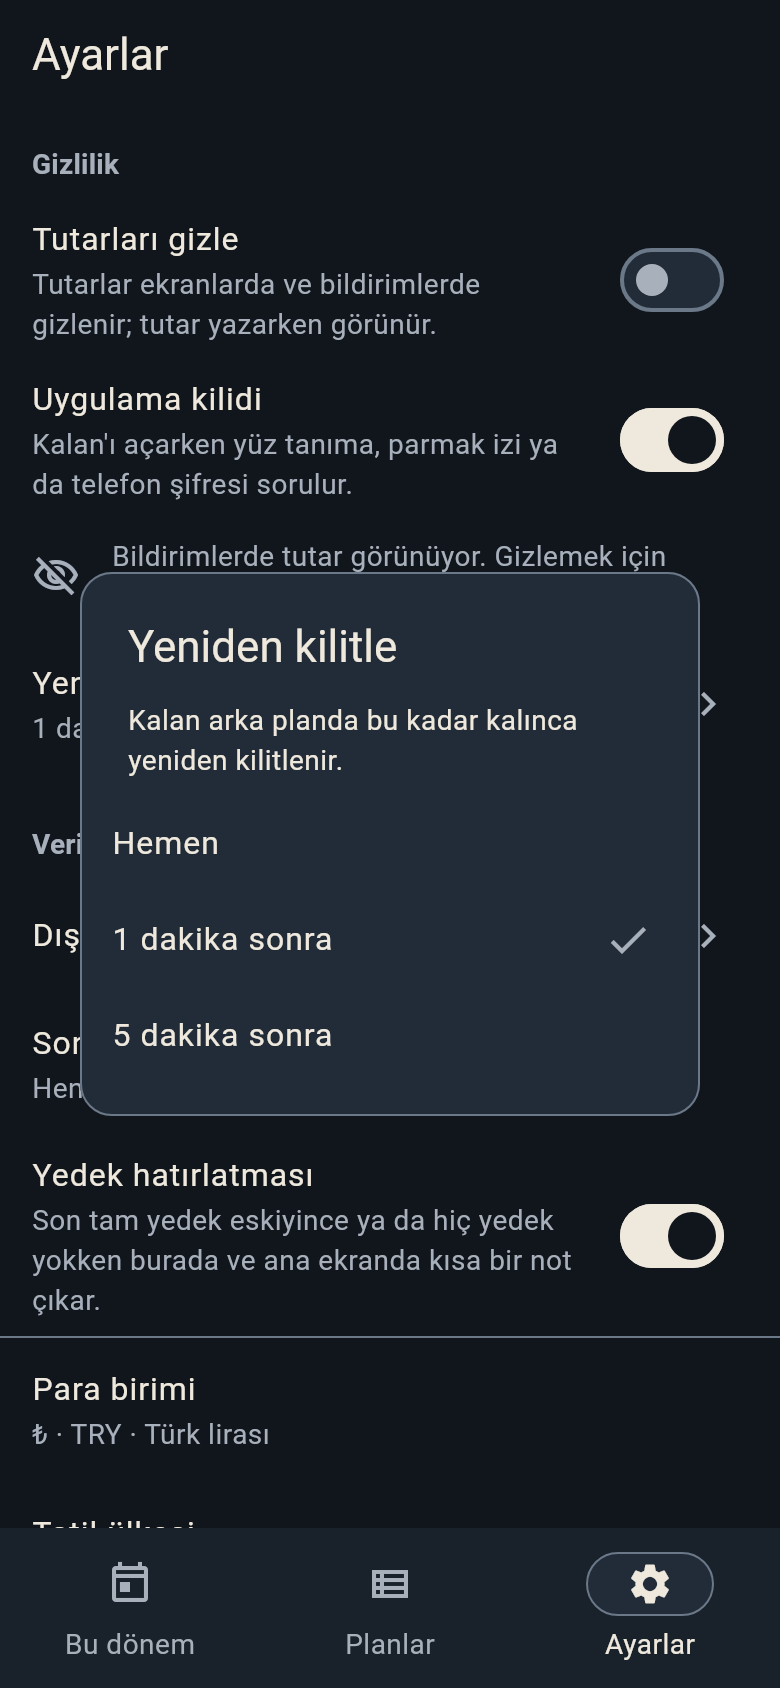 Ayarlar
Gizlilik
Tutarları gizle
Tutarlar ekranlarda ve bildirimlerde
gizlenir; tutar yazarken görünür.
Uygulama kilidi
Kalan'ı açarken yüz tanıma, parmak izi ya
da telefon şifresi sorulur.
Bildirimlerde tutar görünüyor. Gizlemek için
Yeniden kilitle
Kalan arka planda bu kadar kalınca
yeniden kilitlenir.
Hemen
1 dakika sonra
5 dakika sonra
Yedek hatırlatması
Son tam yedek eskiyince ya da hiç yedek
yokken burada ve ana ekranda kısa bir not
çıkar.
Para birimi
₺ · TRY · Türk lirası
Bu dönem
Planlar
Ayarlar